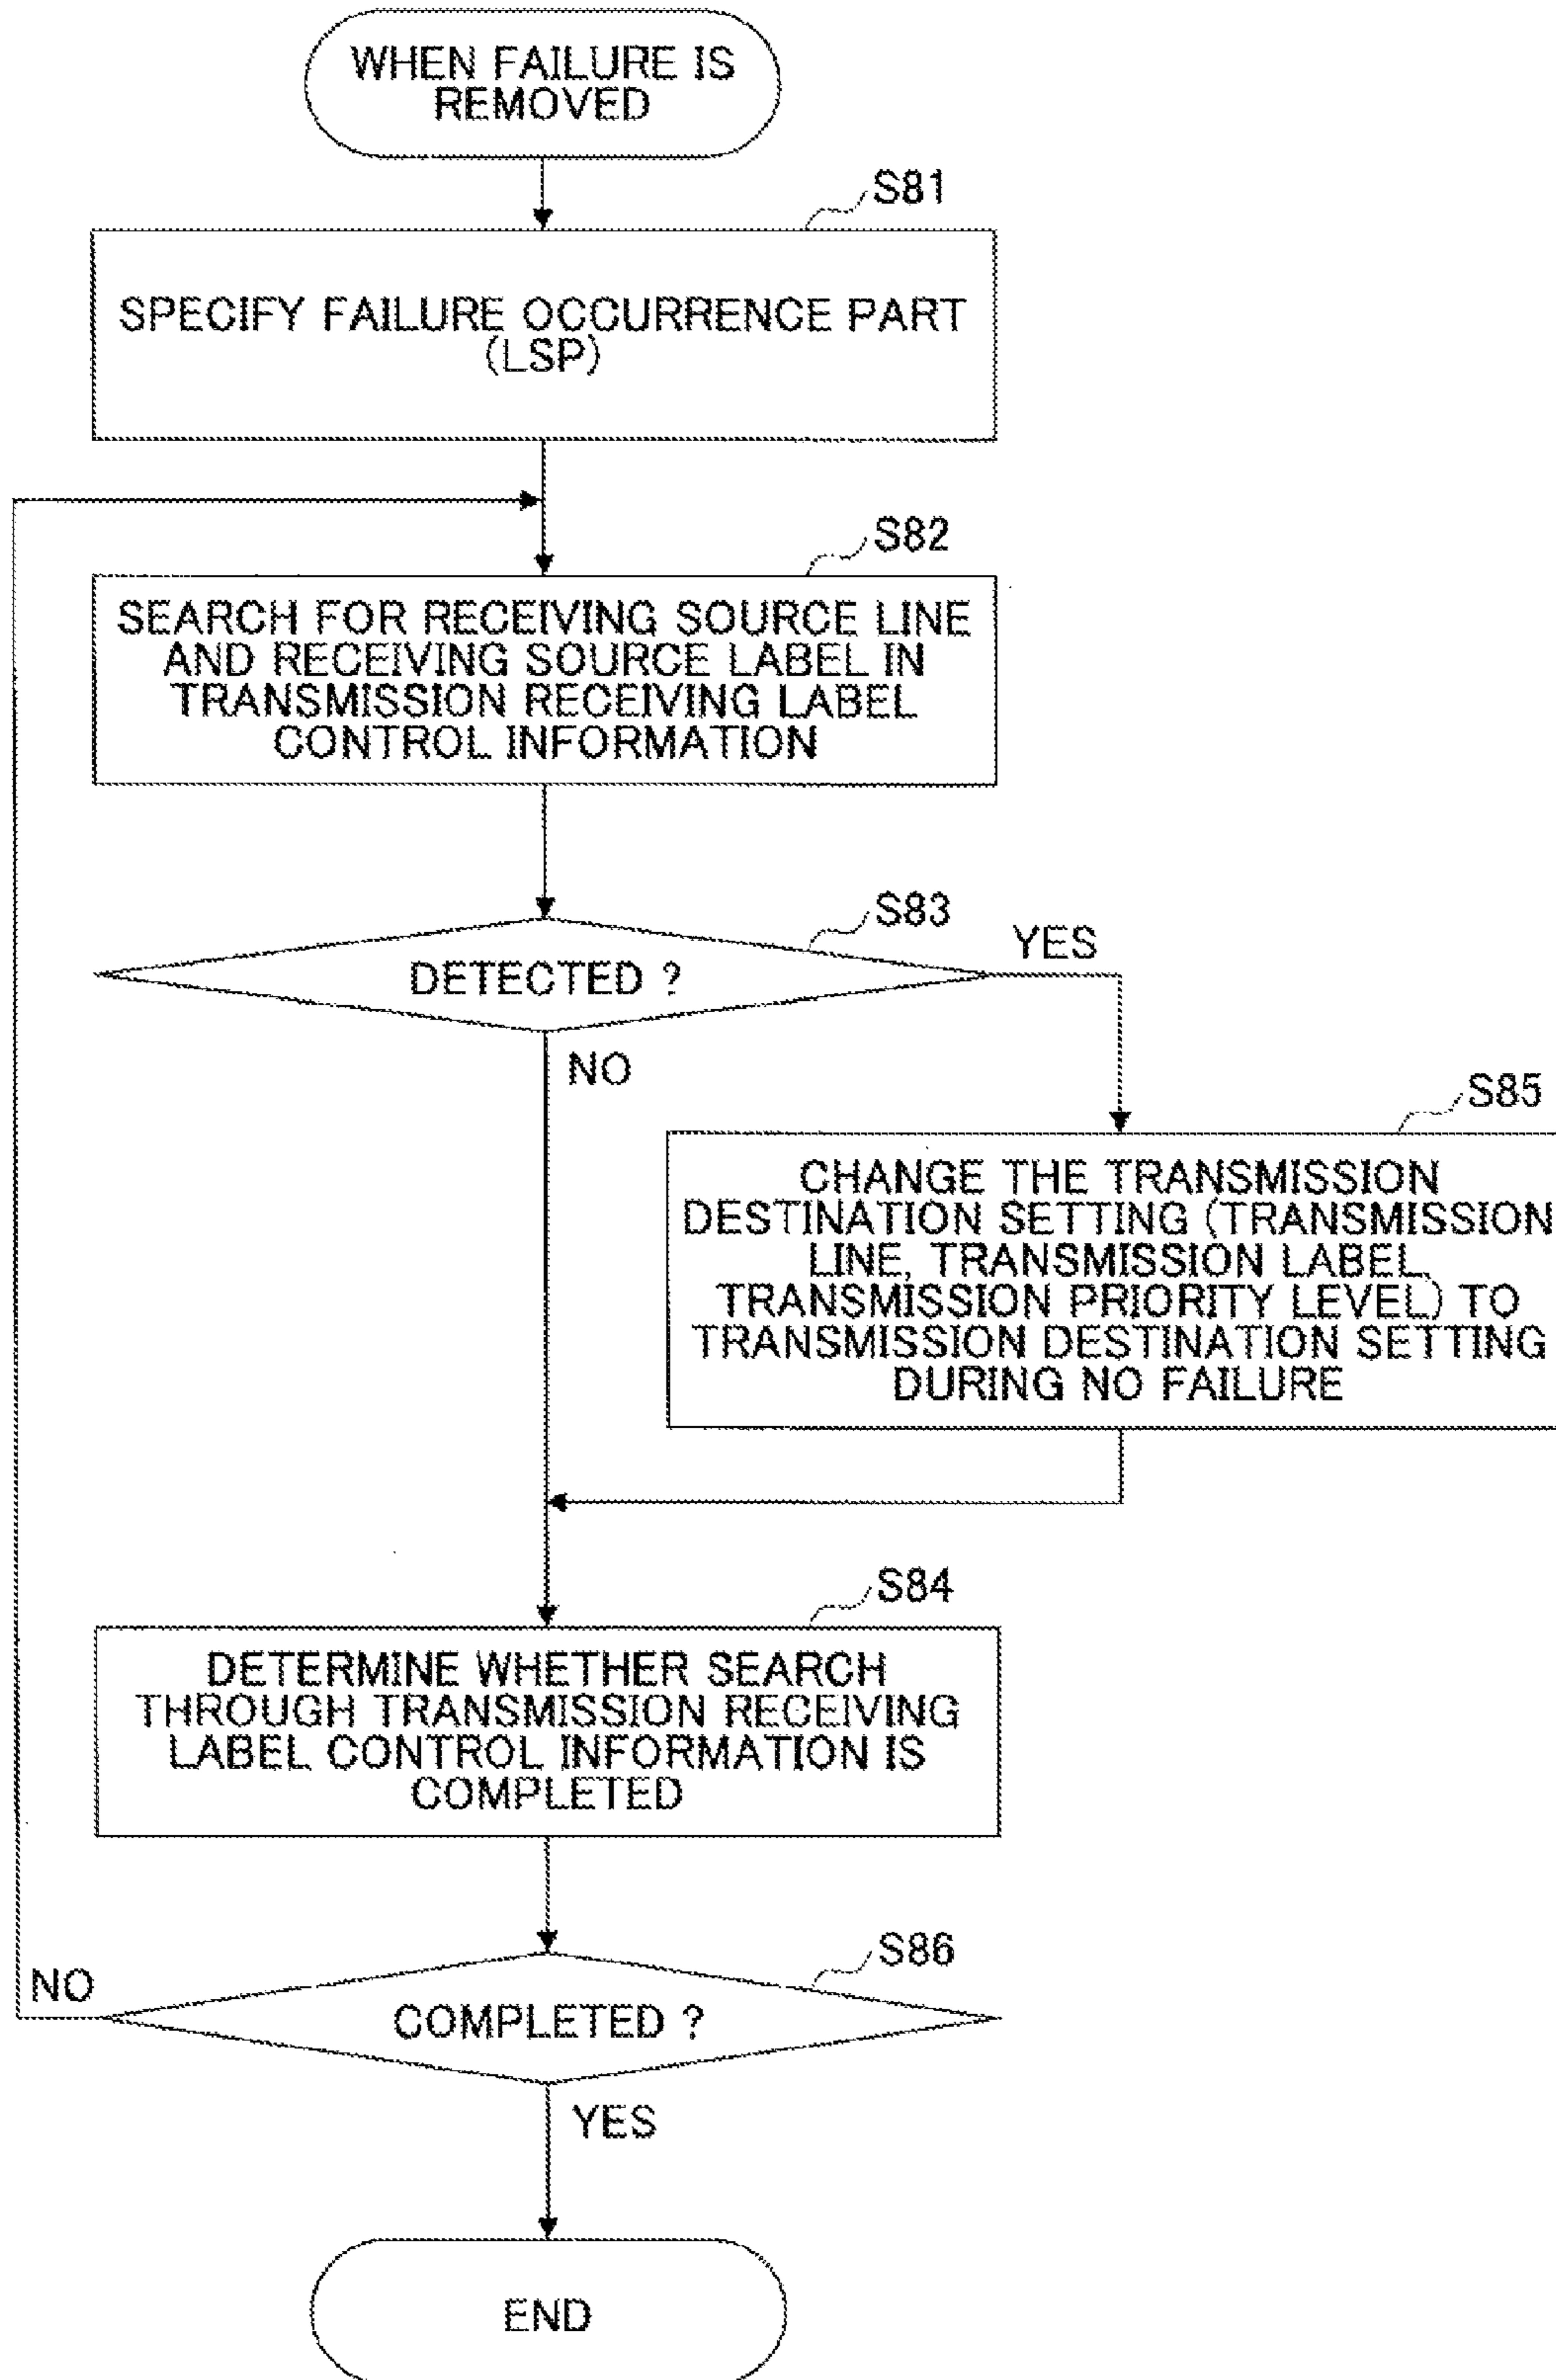 WHEN FAILURE IS
REMOVED
S81
SPECIFY FAILURE OCCURRENCE PART
(LSP)
S82
SEARCH FOR RECEIVING SOURCE LINE
AND RECEIVING SOURCE LABEL IN
TRANSMISSION RECEIVING LABEL
CONTROL INFORMATION
S83
DETECTED ?
YES
NO
S85
CHANGE THE TRANSMISSION
DESTINATION SETTING (TRANSMISSION
LINE, TRANSMISSION LABEL,
TRANSMISSION PRIORITY LEVEL) TO
TRANSMISSION DESTINATION SETTING
DURING NO FAILURE
S84
DETERMINE WHETHER SEARCH
THROUGH TRANSMISSION RECEIVING
LABEL CONTROL INFORMATION IS
COMPLETED
S86
NO
COMPLETED ?
YES
END